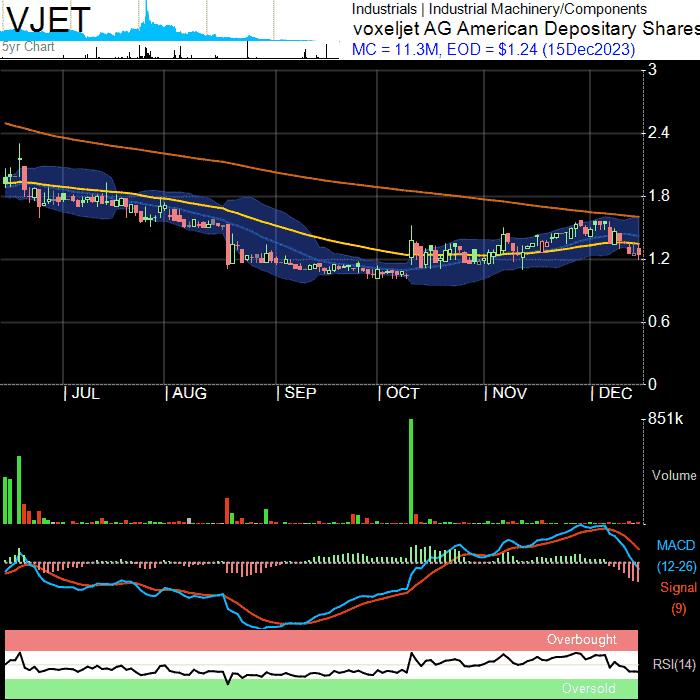 VJET
5yr Chart
Industrials | Industrial Machinery/Components
voxeljet AG American Depositary Shares
MC = 11.3M, EOD = $1.24 (15Dec2023)
3
2.4
1.8
1.2
0.6
0
| JUL | AUG | SEP | OCT | NOV | DEC
851k
Volume
MACD
(12-26)
Signal
(9)
Overbought
RSI(14)
Oversold